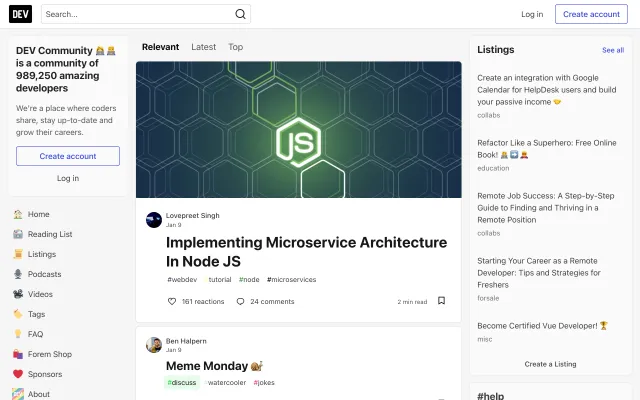 DEV
Search...
Log in
Create account
DEV Community
is a community of
989,250 amazing
developers
We're a place where coders
share, stay up-to-date and
grow their careers.
Create account
Log in
Home
Reading List
Listings
Podcasts
Videos
Tags
FAQ
Forem Shop
Sponsors
About
Relevant
Latest
Top
JS
Lovepreet Singh
Jan 9
Implementing Microservice Architecture
In Node JS
#webdev tutorial #node #microservices
161 reactions
24 comments
2 min read
Ben Halpern
Jan 9
Meme Monday
#discuss watercooler #jokes
Listings
See all
Create an integration with Google
Calendar for HelpDesk users and build
your passive income
collabs
Refactor Like a Superhero: Free Online
Book!
education
Remote Job Success: A Step-by-Step
Guide to Finding and Thriving in a
Remote Position
collabs
Starting Your Career as a Remote
Developer: Tips and Strategies for
Freshers
forsale
Become Certified Vue Developer!
misc
Create a Listing
#help